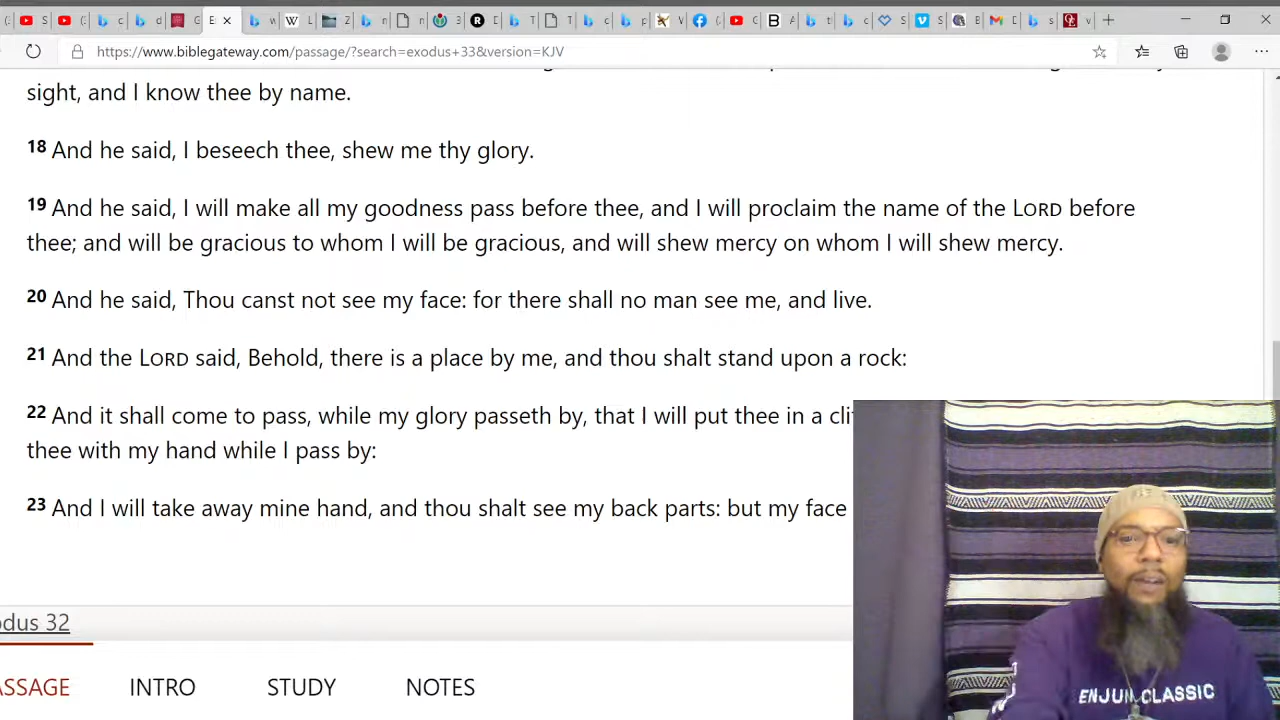 https://www.biblegateway.com/passage/?search=exodus+33&version=KJV
sight, and I know thee by name.
18 And he said, I beseech thee, shew me thy glory.
19 And he said, I will make all my goodness pass before thee, and I will proclaim the name of the LORD before
thee; and will be gracious to whom I will be gracious, and will shew mercy on whom I will shew mercy.
20 And he said, Thou canst not see my face: for there shall no man see me, and live.
21 And the LORD said, Behold, there is a place by me, and thou shalt stand upon a rock:
22 And it shall come to pass, while my glory passeth by, that I will put thee in a cli
thee with my hand while I pass by:
23 And I will take away mine hand, and thou shalt see my back parts: but my face
odus 32
ASSAGE INTRO STUDY NOTES
ENJUN CLASSIC